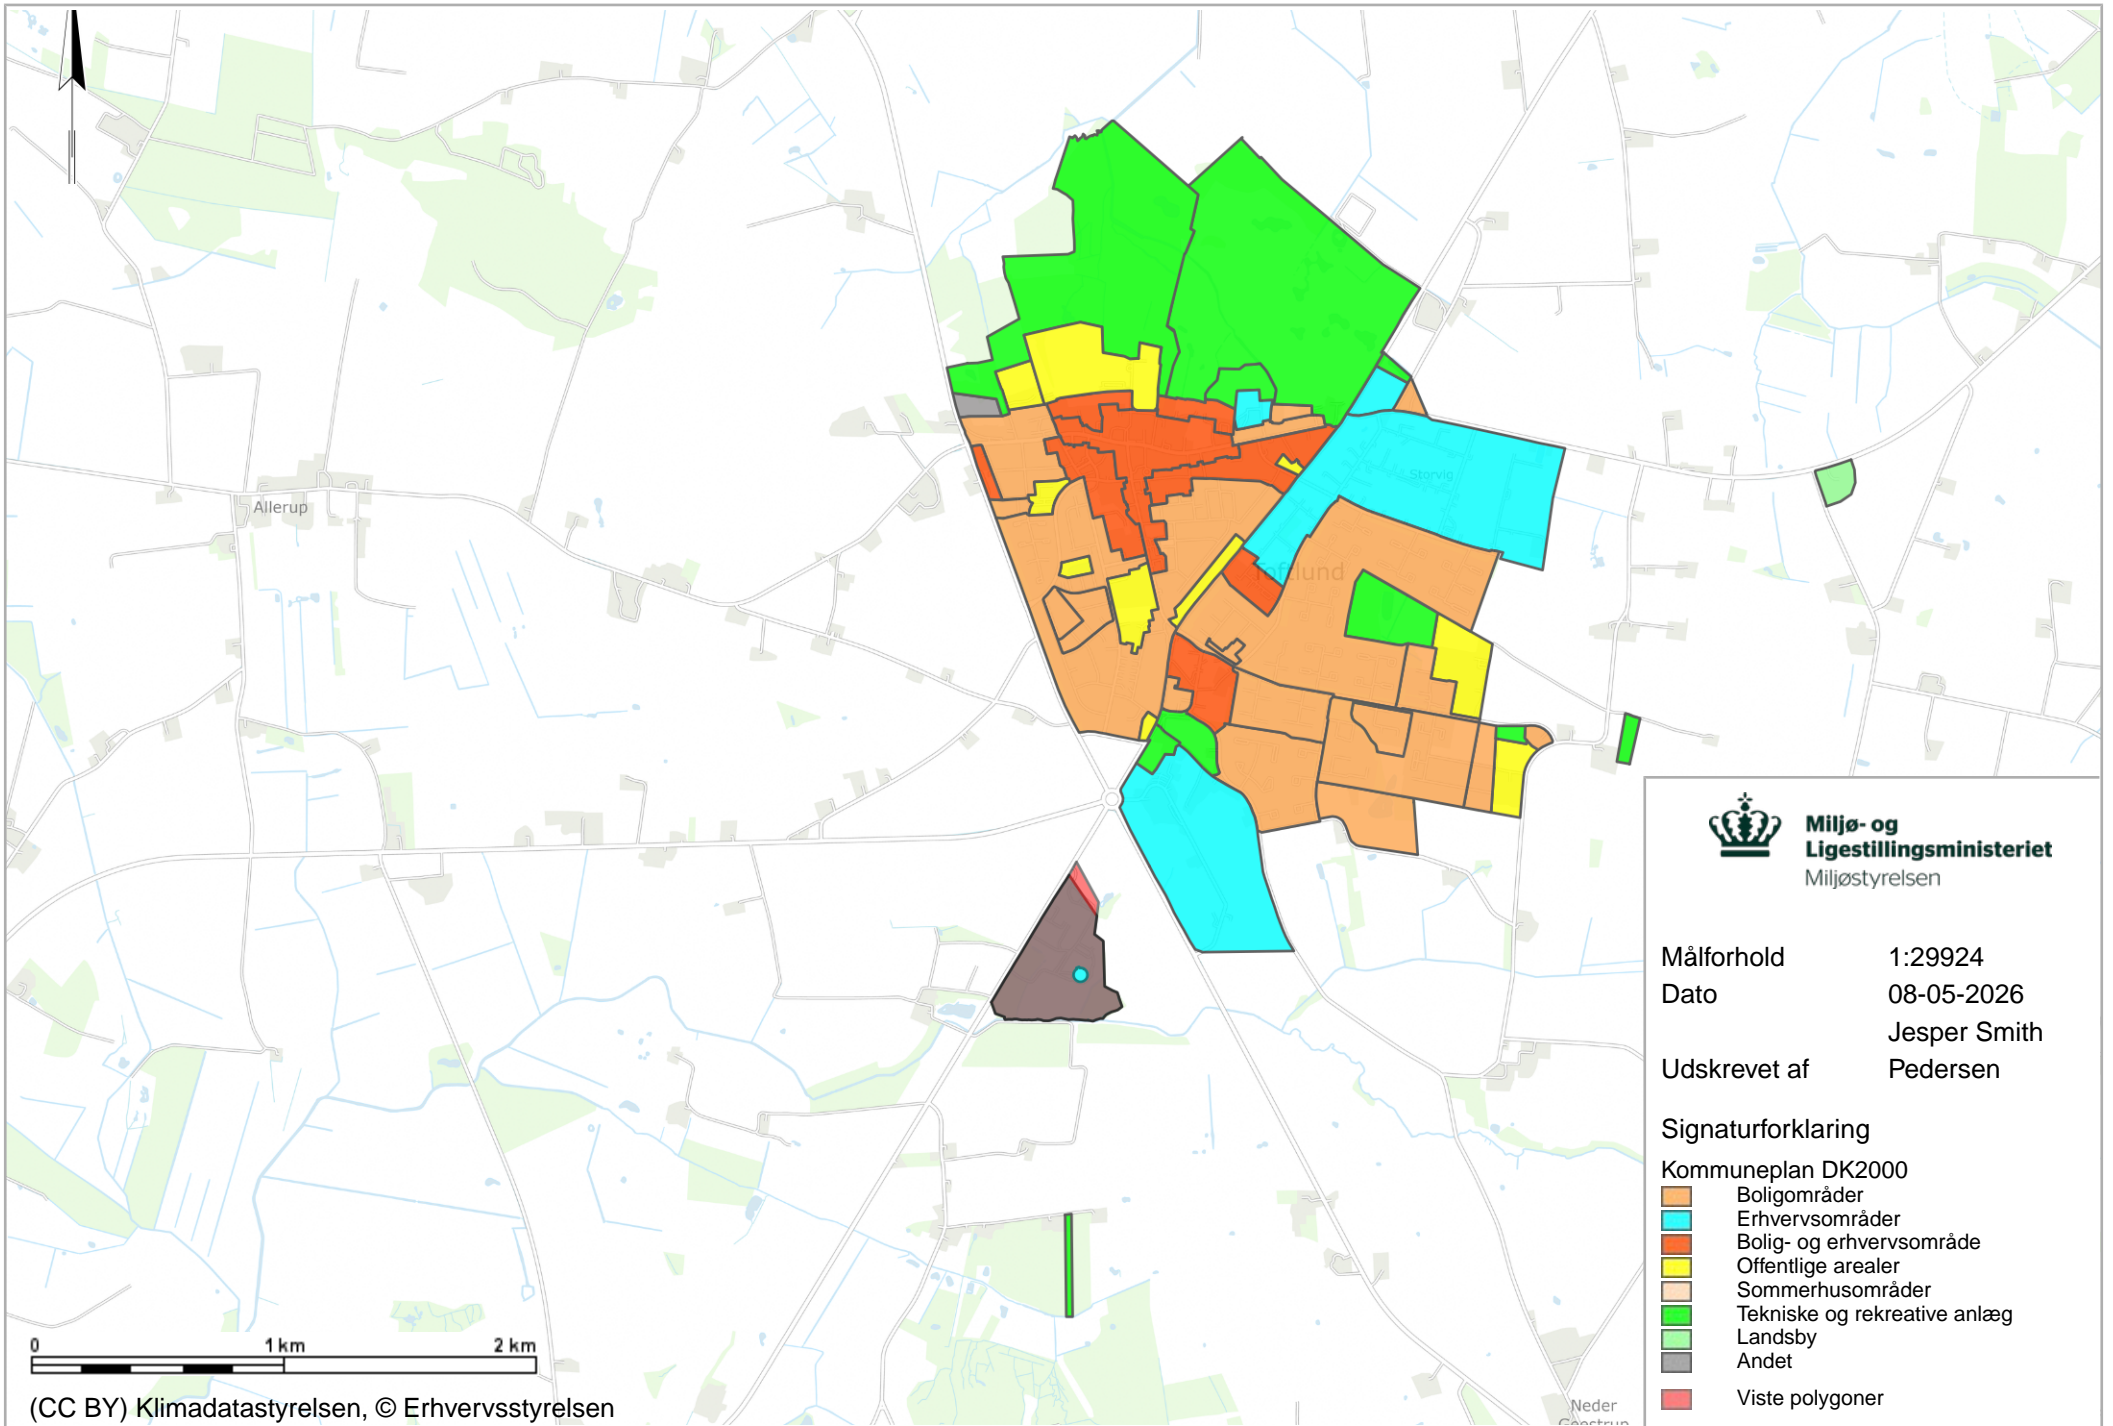 Storvig
Allerup
Toftlund
Miljø- og
Ligestillingsministeriet
Miljøstyrelsen
Målforhold 1:29924
Dato 08-05-2026
Jesper Smith
Udskrevet af Pedersen
Signaturforklaring
Kommuneplan DK2000
Boligområder
Erhvervsområder
Bolig- og erhvervsområde
Offentlige arealer
Sommerhusområder
Tekniske og rekreative anlæg
Landsby
Andet
Viste polygoner
0 1 km 2 km
(CC BY) Klimadatastyrelsen, © Erhvervsstyrelsen
Neder